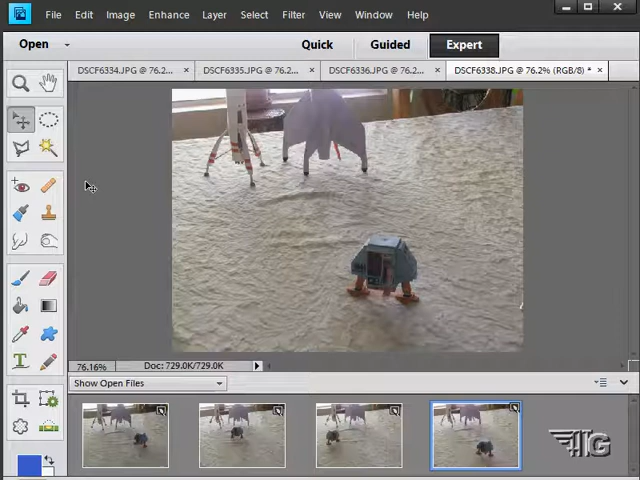 File Edit Image Enhance Layer Select Filter View Window Help
Open Quick Guided Expert
DSCF6334.JPG @ 76.2... × DSCF6335.JPG @ 76.2... × DSCF6336.JPG @ 76.2... × DSCF6338.JPG @ 76.2% (RGB/8) * ×
T
76.16% Doc: 729.0K/729.0K
Show Open Files